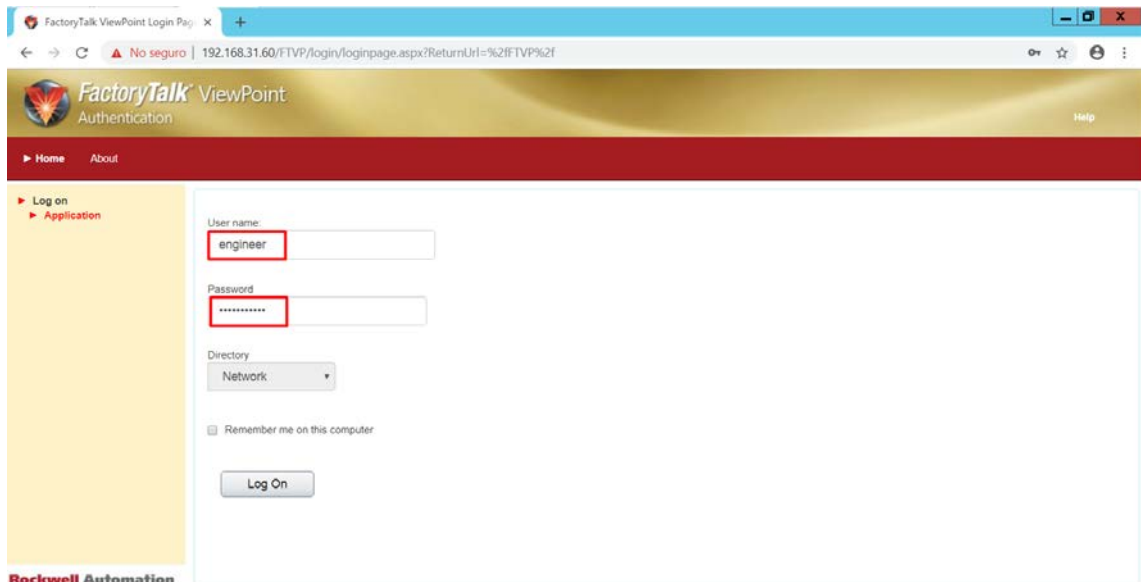 FactoryTalk ViewPoint Login Pag
No seguro | 192.168.31.60/FTVP/login/loginpage.aspx?ReturnUrl=%2fFTVP%2f
FactoryTalk ViewPoint
Authentication
Help
Home About
Log on
Application
User name:
engineer
Password
•••••••••••
Directory
Network
Remember me on this computer
Log On
Rockwell Automation